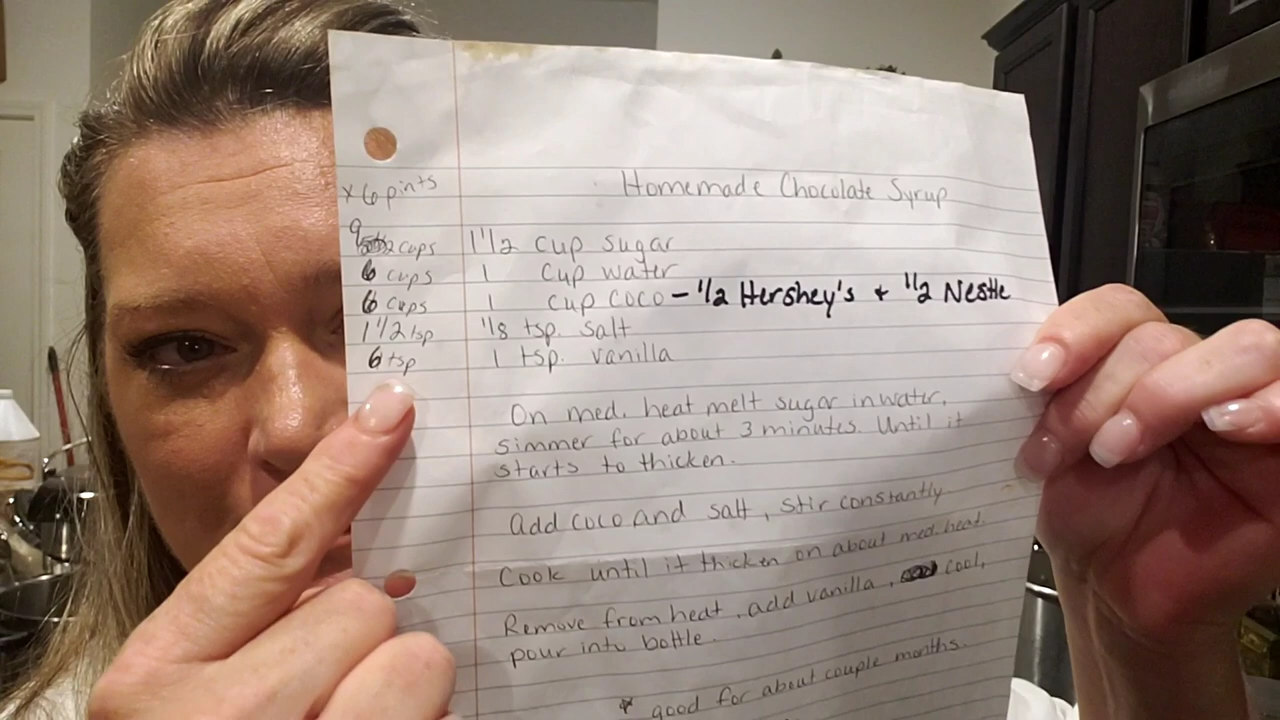 Homemade Chocolate Syrup
x 6 pints
9 cups 1 1/2 cup sugar
6 cups 1 cup water
6 cups 1 cup coco - 1/2 Hershey's + 1/2 Nestle
1 1/2 tsp 1/8 tsp. salt
6 tsp 1 tsp. vanilla
On med. heat melt sugar in water,
simmer for about 3 minutes. Until it
starts to thicken.
Add coco and salt, stir constantly
Cook until it thicken on about med. heat.
Remove from heat, add vanilla, cool,
pour into bottle.
* good for about couple months.